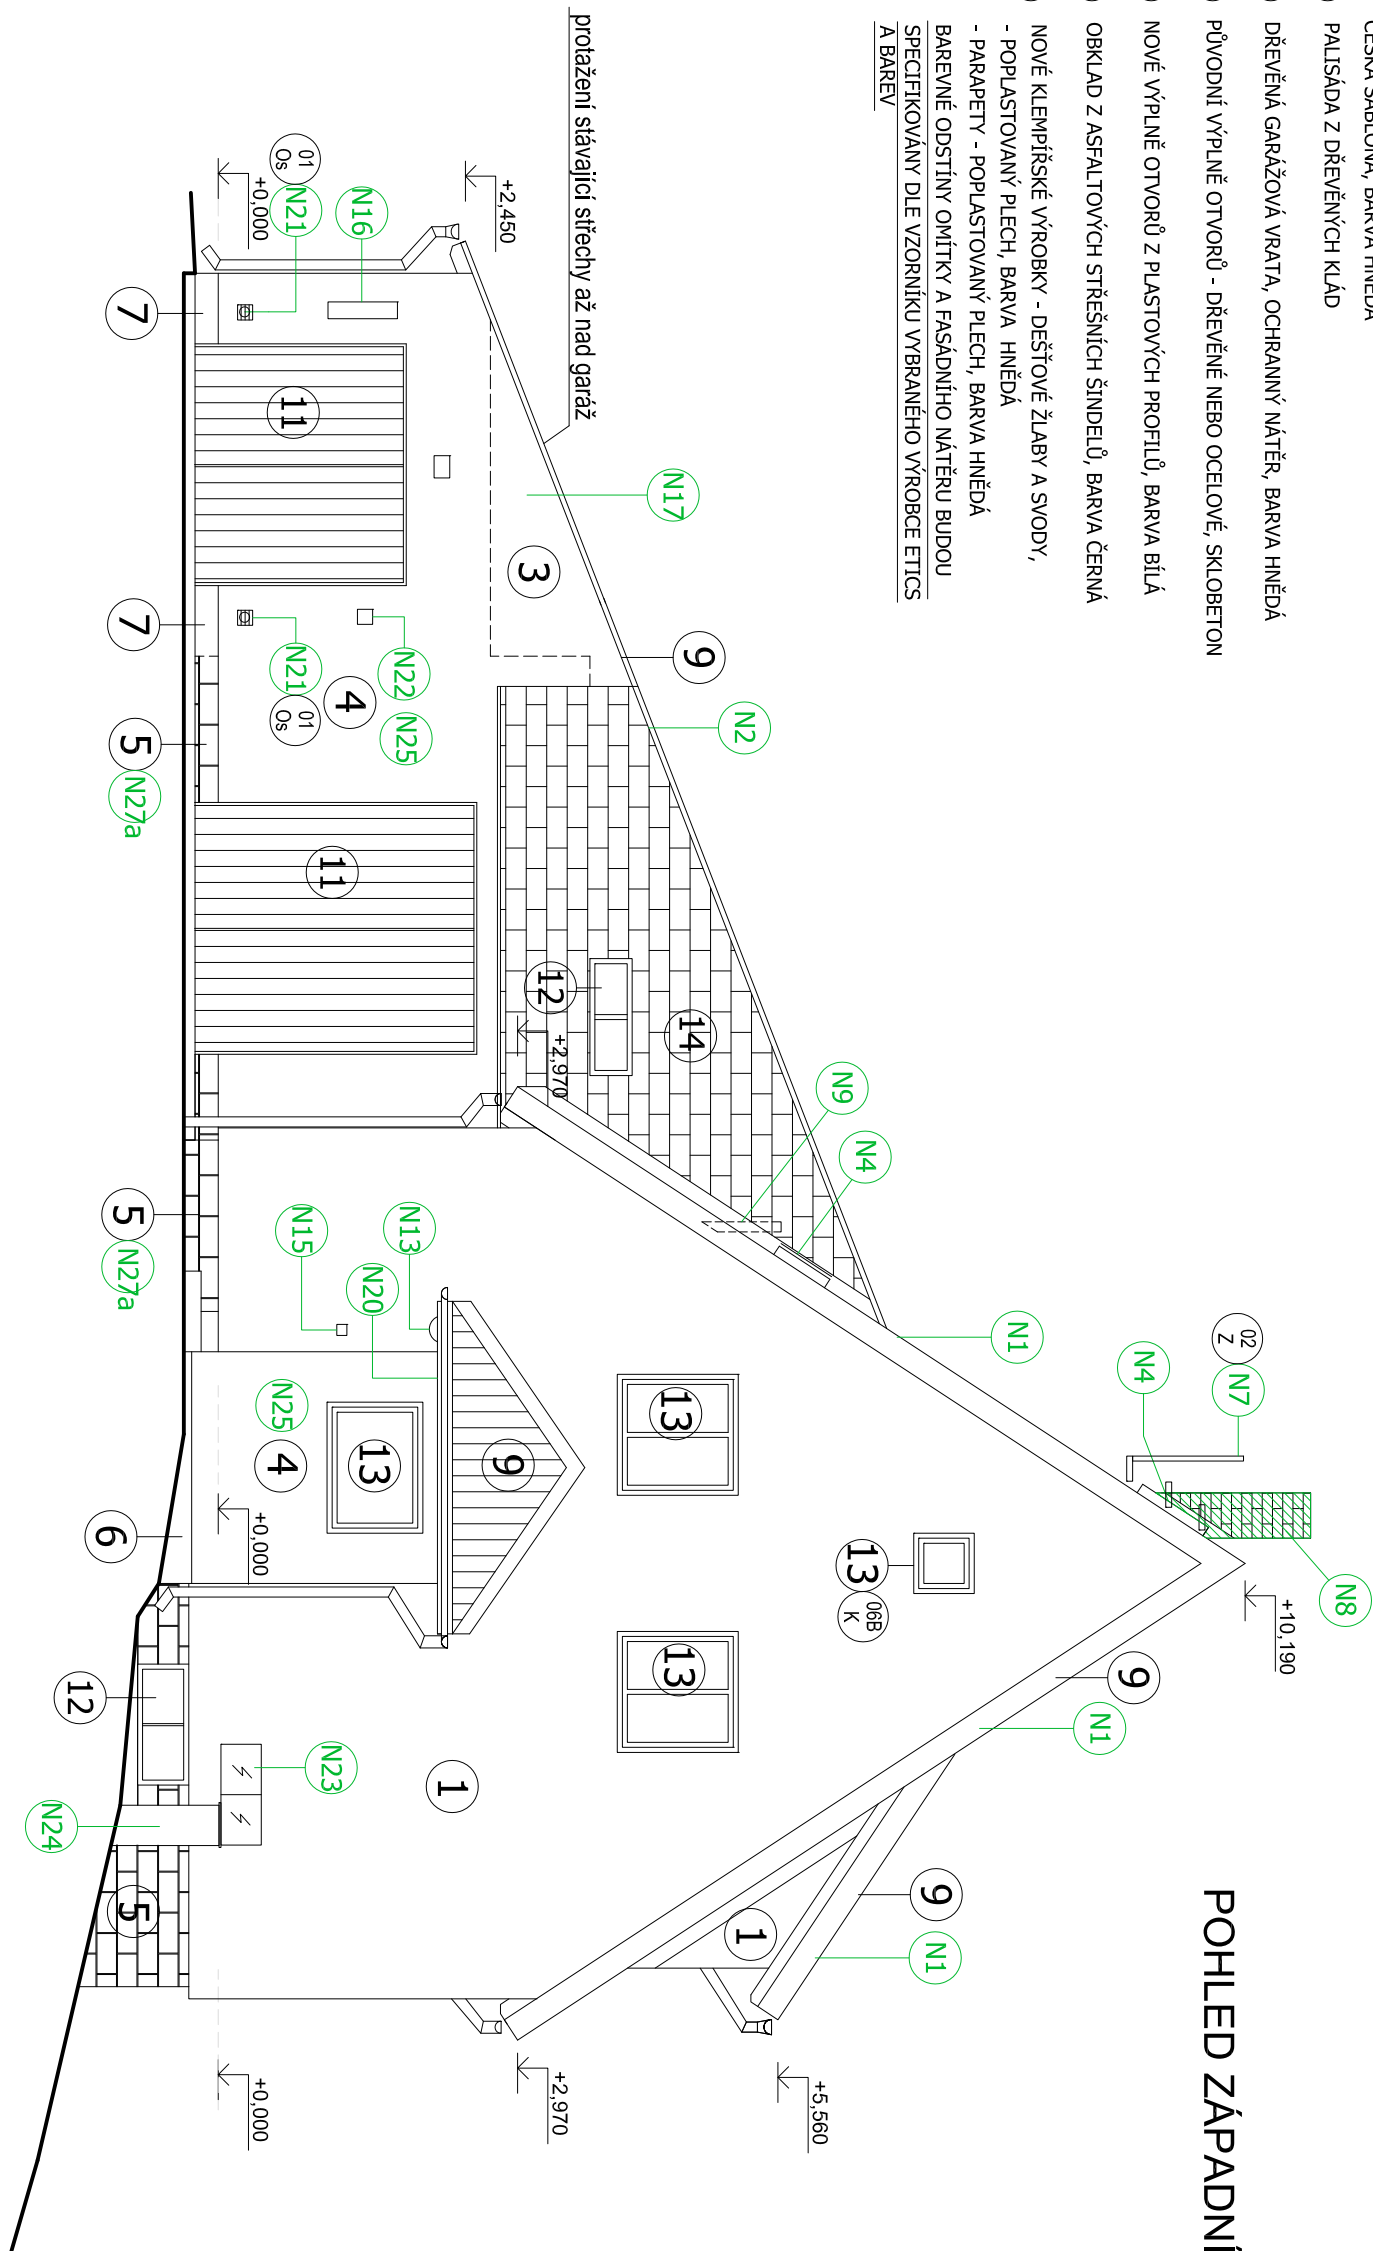 ČESKÁ ŠABLONA, BARVA HNĚDÁ
PALISÁDA Z DŘEVĚNÝCH KLÁD
DŘEVĚNÁ GARÁŽOVÁ VRATA, OCHRANNÝ NÁTĚR, BARVA HNĚDÁ
PŮVODNÍ VÝPLNĚ OTVORŮ - DŘEVĚNÉ NEBO OCELOVÉ, SKLOBETON
NOVÉ VÝPLNĚ OTVORŮ Z PLASTOVÝCH PROFILŮ, BARVA BÍLÁ
OBKLAD Z ASFALTOVÝCH STŘEŠNÍCH ŠINDELŮ, BARVA ČERNÁ
NOVÉ KLEMPÍŘSKÉ VÝROBKY - DEŠŤOVÉ ŽLABY A SVODY,
- POPLASTOVANÝ PLECH, BARVA HNĚDÁ
- PARAPETY - POPLASTOVANÝ PLECH, BARVA HNĚDÁ
BAREVNÉ ODSTÍNY OMÍTKY A FASÁDNÍHO NÁTĚRU BUDOU
SPECIFIKOVÁNY DLE VZORNÍKU VYBRANÉHO VÝROBCE ETICS
A BAREV
POHLED ZÁPADNÍ
protažení stávající střechy až nad garáž
N8
02
Z
N7
N4
+10,190
9
N1
N1
N9
N4
9
N1
13
06B
K
1
+5,560
N2
9
N17
14
13
13
3
12
+2,970
9
+2,970
+2,450
1
N13
N20
N15
13
N25
4
+0,000
N23
N16
N22
N25
4
N21
01
Os
N21
01
Os
+0,000
11
11
7
7
5
N27a
5
N27a
6
12
N24
5
+0,000